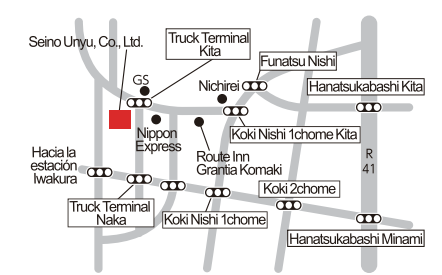 Seino Unyu, Co., Ltd.
Truck Terminal
Kita
GS
Nichirei
Funatsu Nishi
Hanatsukabashi Kita
Nippon
Express
Koki Nishi 1chome Kita
Route Inn
Grantia Komaki
Hacia la
estación
Iwakura
R
41
Truck Terminal
Naka
Koki Nishi 1chome
Koki 2chome
Hanatsukabashi Minami